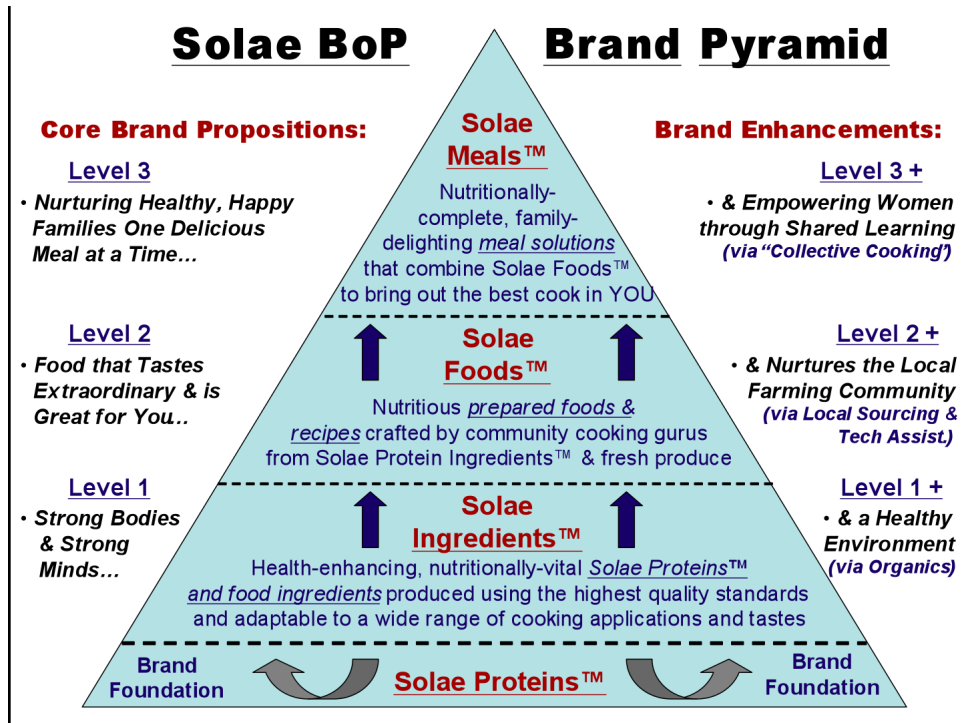 Solae BoP Brand Pyramid
Core Brand Propositions:
Level 3
• Nurturing Healthy, Happy
Families One Delicious
Meal at a Time…
Level 2
• Food that Tastes
Extraordinary & is
Great for You…
Level 1
• Strong Bodies
& Strong
Minds…
Solae
Meals™
Nutritionally-
complete, family-
delighting meal solutions
that combine Solae Foods™
to bring out the best cook in YOU
Solae
Foods™
Nutritious prepared foods &
recipes crafted by community cooking gurus
from Solae Protein Ingredients™ & fresh produce
Solae
Ingredients™
Health-enhancing, nutritionally-vital Solae Proteins™
and food ingredients produced using the highest quality standards
and adaptable to a wide range of cooking applications and tastes
Brand
Foundation
Solae Proteins™
Brand
Foundation
Brand Enhancements:
Level 3 +
• & Empowering Women
through Shared Learning
(via “Collective Cooking”)
Level 2 +
• & Nurtures the Local
Farming Community
(via Local Sourcing &
Tech Assist.)
Level 1 +
• & a Healthy
Environment
(via Organics)